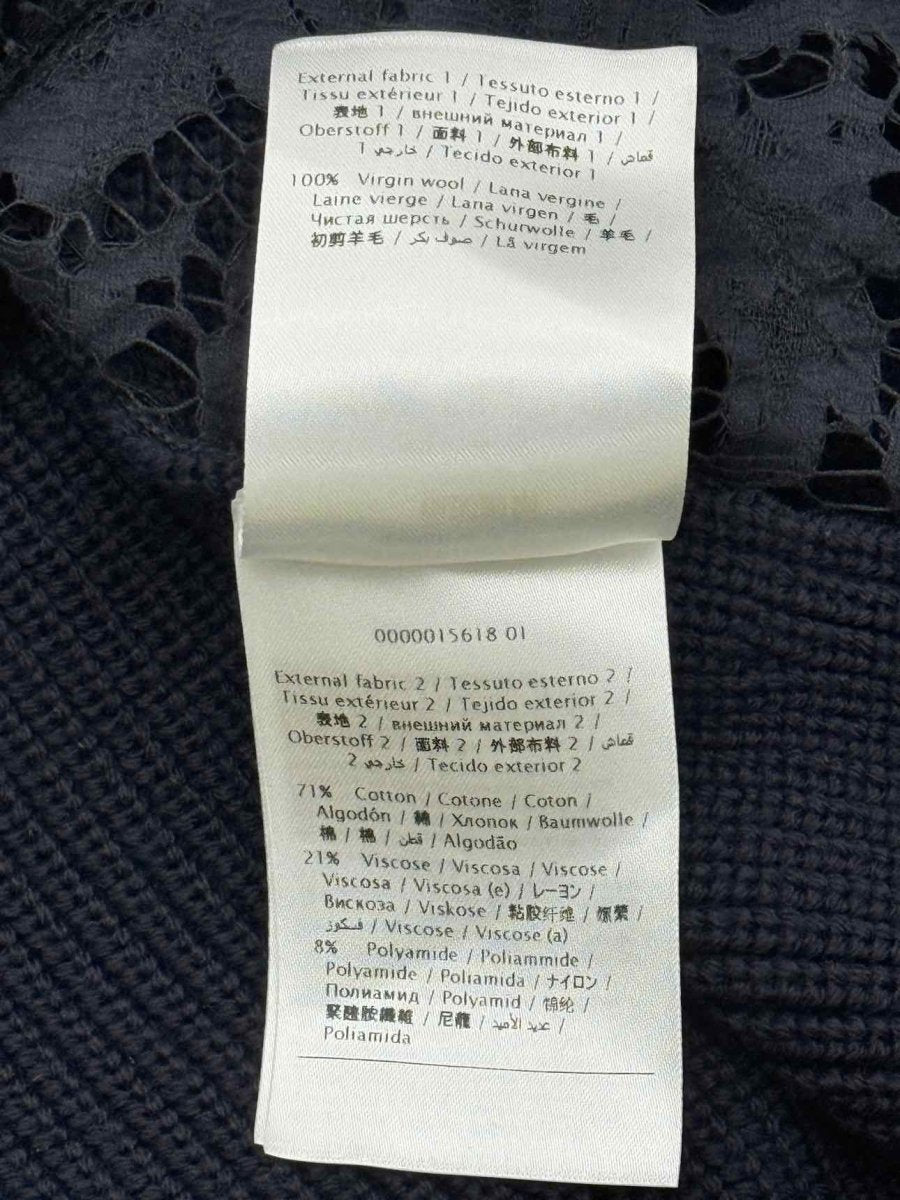 External fabric 1 / Tessuto esterno 1 /
Tissu extérieur 1 / Tejido exterior 1 /
表地 1 / внешний материал 1 /
Oberstoff 1 / 面料 1 / 外部布料 1 / قماش
خارجي 1 / Tecido exterior 1
100% Virgin wool / Lana vergine /
Laine vierge / Lana virgen / 毛 /
Чистая шерсть / Schurwolle / 羊毛 /
初剪羊毛 / صوف بكر / Lã virgem
0000015618 01
External fabric 2 / Tessuto esterno 2 /
Tissu extérieur 2 / Tejido exterior 2 /
表地 2 / внешний материал 2 /
Oberstoff 2 / 面料 2 / 外部布料 2 / قماش
خارجي 2 / Tecido exterior 2
71% Cotton / Cotone / Coton /
Algodón / 綿 / Хлопок / Baumwolle /
棉 / 棉 / قطن / Algodão
21% Viscose / Viscosa / Viscose /
Viscosa / Viscosa (e) / レーヨン /
Вискоза / Viskose / 粘胶纤维 / 嫘縈 /
فسكوز / Viscose / Viscose (a)
8% Polyamide / Poliammide /
Polyamide / Poliamida / ナイロン /
Полиамид / Polyamid / 锦纶 /
聚醯胺纖維 / 尼龍 / عديد الأميد /
Poliamida